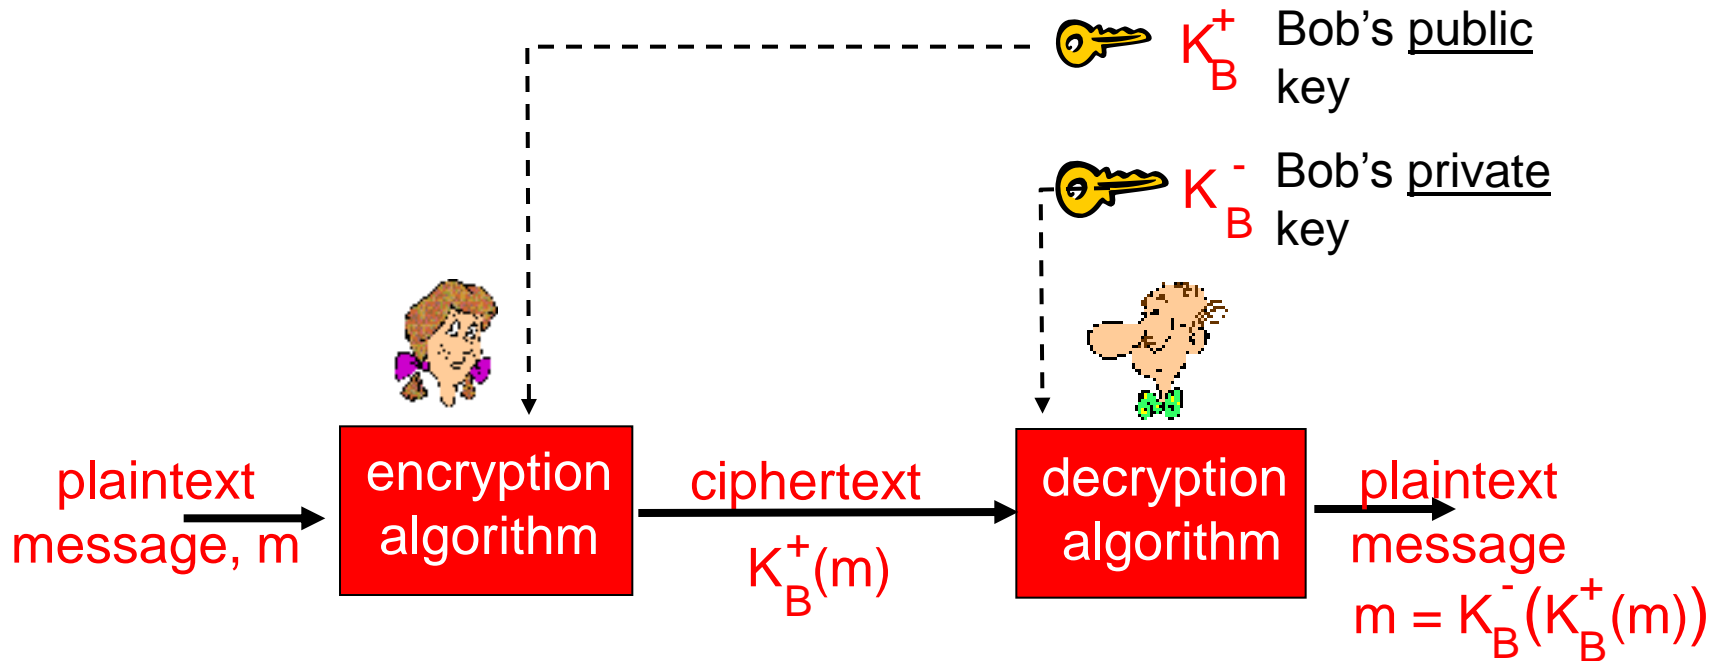 K_B^+ Bob's public
key
K_B^- Bob's private
key
encryption
algorithm
plaintext
message, m
ciphertext
K_B^+(m)
decryption
algorithm
plaintext
message
m = K_B^-(K_B^+(m))